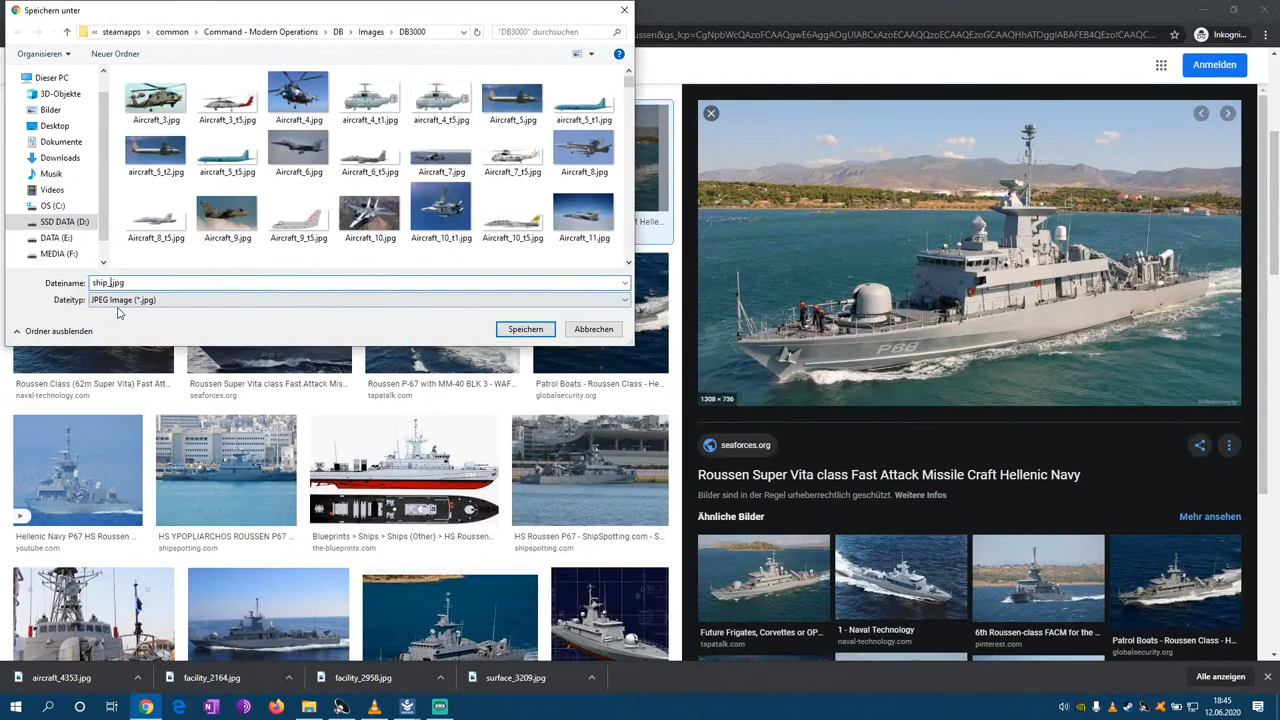 Speichern unter
« steamapps > common > Command - Modern Operations > DB > Images > DB3000
"DB3000" durchsuchen
Organisieren
Neuer Ordner
Dieser PC
3D-Objekte
Bilder
Desktop
Dokumente
Downloads
Musik
Videos
OS (C:)
SSD DATA (D:)
DATA (E:)
MEDIA (F:)
Aircraft_3.jpg
Aircraft_3_t5.jpg
Aircraft_4.jpg
aircraft_4_t1.jpg
Aircraft_4_t5.jpg
Aircraft_5.jpg
aircraft_5_t1.jpg
aircraft_5_t2.jpg
aircraft_5_t5.jpg
Aircraft_6.jpg
Aircraft_6_t5.jpg
Aircraft_7.jpg
Aircraft_7_t5.jpg
Aircraft_8.jpg
Aircraft_8_t5.jpg
Aircraft_9.jpg
Aircraft_9_t5.jpg
Aircraft_10.jpg
Aircraft_10_t1.jpg
Aircraft_10_t5.jpg
Aircraft_11.jpg
Dateiname: ship_.jpg
Dateityp: JPEG Image (*.jpg)
Ordner ausblenden
Speichern
Abbrechen
Inkognito
Anmelden
t Helle...
P68
1308 × 736
seaforces.org
Roussen Super Vita class Fast Attack Missile Craft Hellenic Navy
Bilder sind in der Regel urheberrechtlich geschützt. Weitere Infos
Ähnliche Bilder
Mehr ansehen
Future Frigates, Corvettes or OP...
tapatalk.com
1 - Naval Technology
naval-technology.com
6th Roussen-class FACM for the ...
pinterest.com
Patrol Boats - Roussen Class - H...
globalsecurity.org
Roussen Class (62m Super Vita) Fast Att...
naval-technology.com
Roussen Super Vita class Fast Attack Mis...
seaforces.org
Roussen P-67 with MM-40 BLK 3 - WAF...
tapatalk.com
Patrol Boats - Roussen Class - He...
globalsecurity.org
Hellenic Navy P67 HS Roussen ...
youtube.com
HS YPOPLIARCHOS ROUSSEN P67 ...
shipspotting.com
Blueprints > Ships > Ships (Other) > HS Roussen...
the-blueprints.com
HS Roussen P67 - ShipSpotting.com - S...
shipspotting.com
aircraft_4353.jpg
facility_2164.jpg
facility_2958.jpg
surface_3209.jpg
Alle anzeigen
18:45
12.06.2020